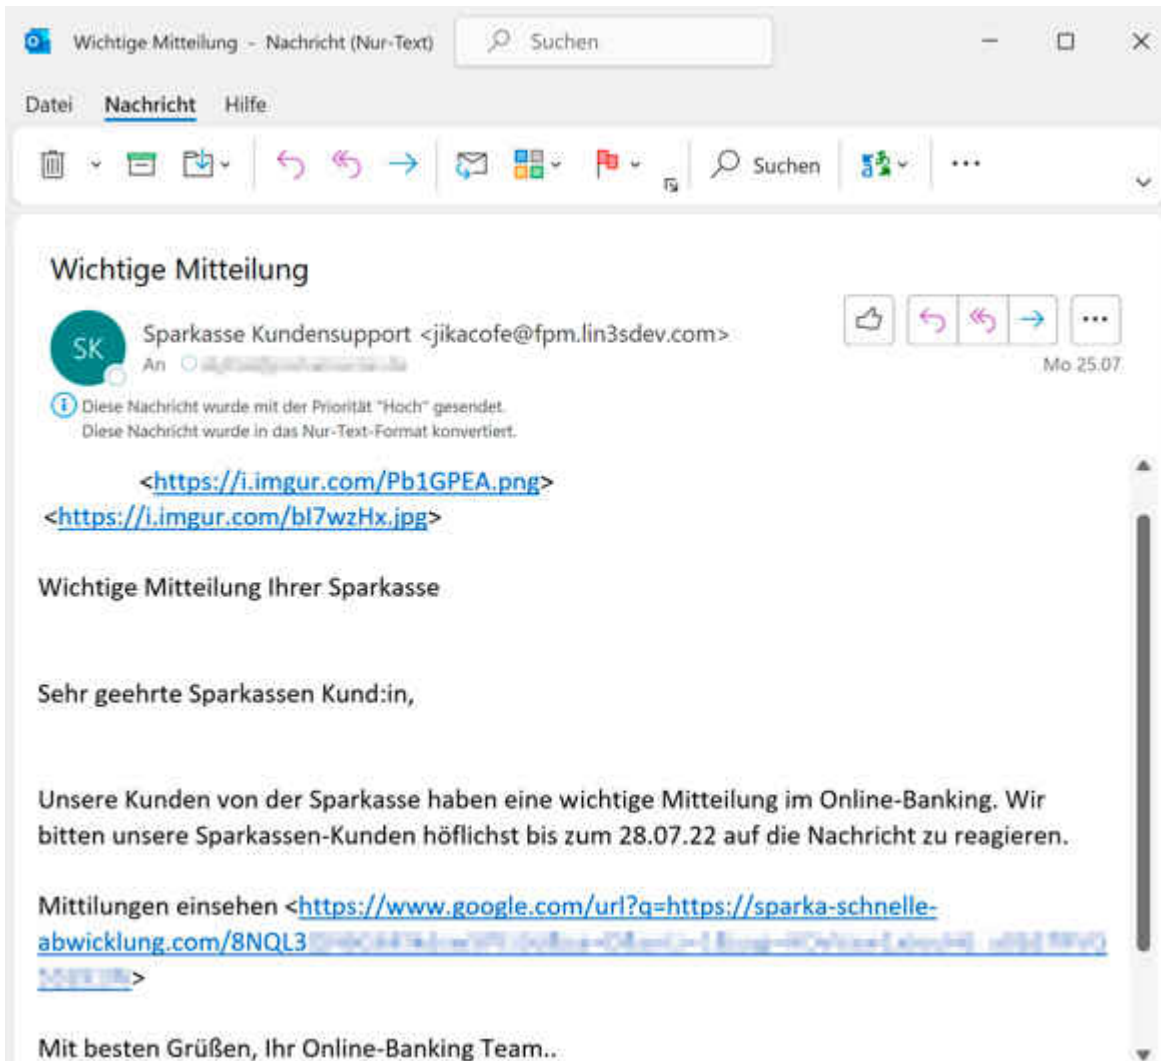 Wichtige Mitteilung - Nachricht (Nur-Text)
Suchen
Datei Nachricht Hilfe
Suchen
Wichtige Mitteilung
SK
Sparkasse Kundensupport <jikacofe@fpm.lin3sdev.com>
An
Mo 25.07
Diese Nachricht wurde mit der Priorität "Hoch" gesendet.
Diese Nachricht wurde in das Nur-Text-Format konvertiert.
<https://i.imgur.com/Pb1GPEA.png>
<https://i.imgur.com/bI7wzHx.jpg>
Wichtige Mitteilung Ihrer Sparkasse
Sehr geehrte Sparkassen Kund:in,
Unsere Kunden von der Sparkasse haben eine wichtige Mitteilung im Online-Banking. Wir
bitten unsere Sparkassen-Kunden höflichst bis zum 28.07.22 auf die Nachricht zu reagieren.
Mittilungen einsehen <https://www.google.com/url?q=https://sparka-schnelle-
abwicklung.com/8NQL3
>
Mit besten Grüßen, Ihr Online-Banking Team..